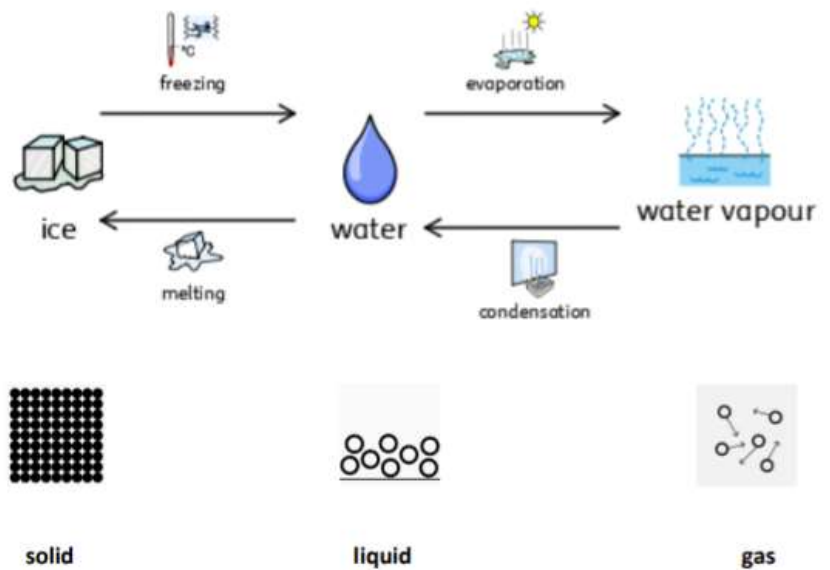 °C
freezing
evaporation
ice
water
water vapour
melting
condensation
solid
liquid
gas